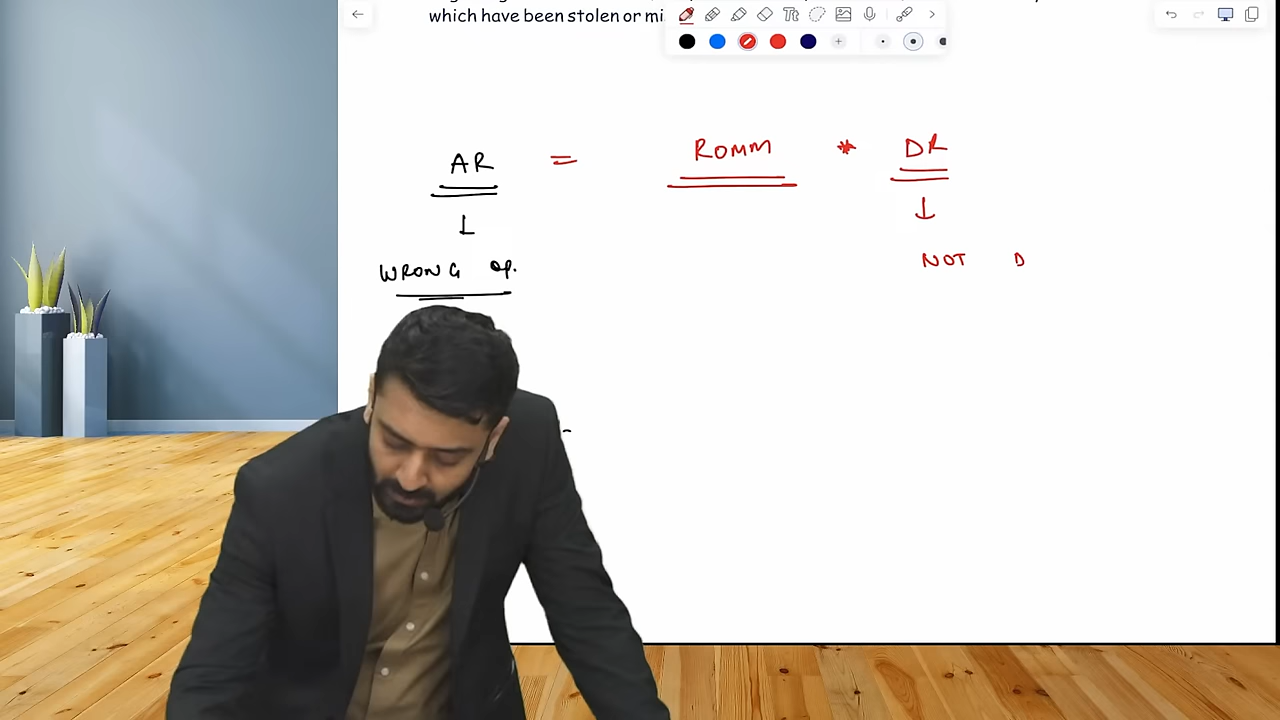 which have been stolen or mi
AR = ROMM * DR
WRONG op. NOT D